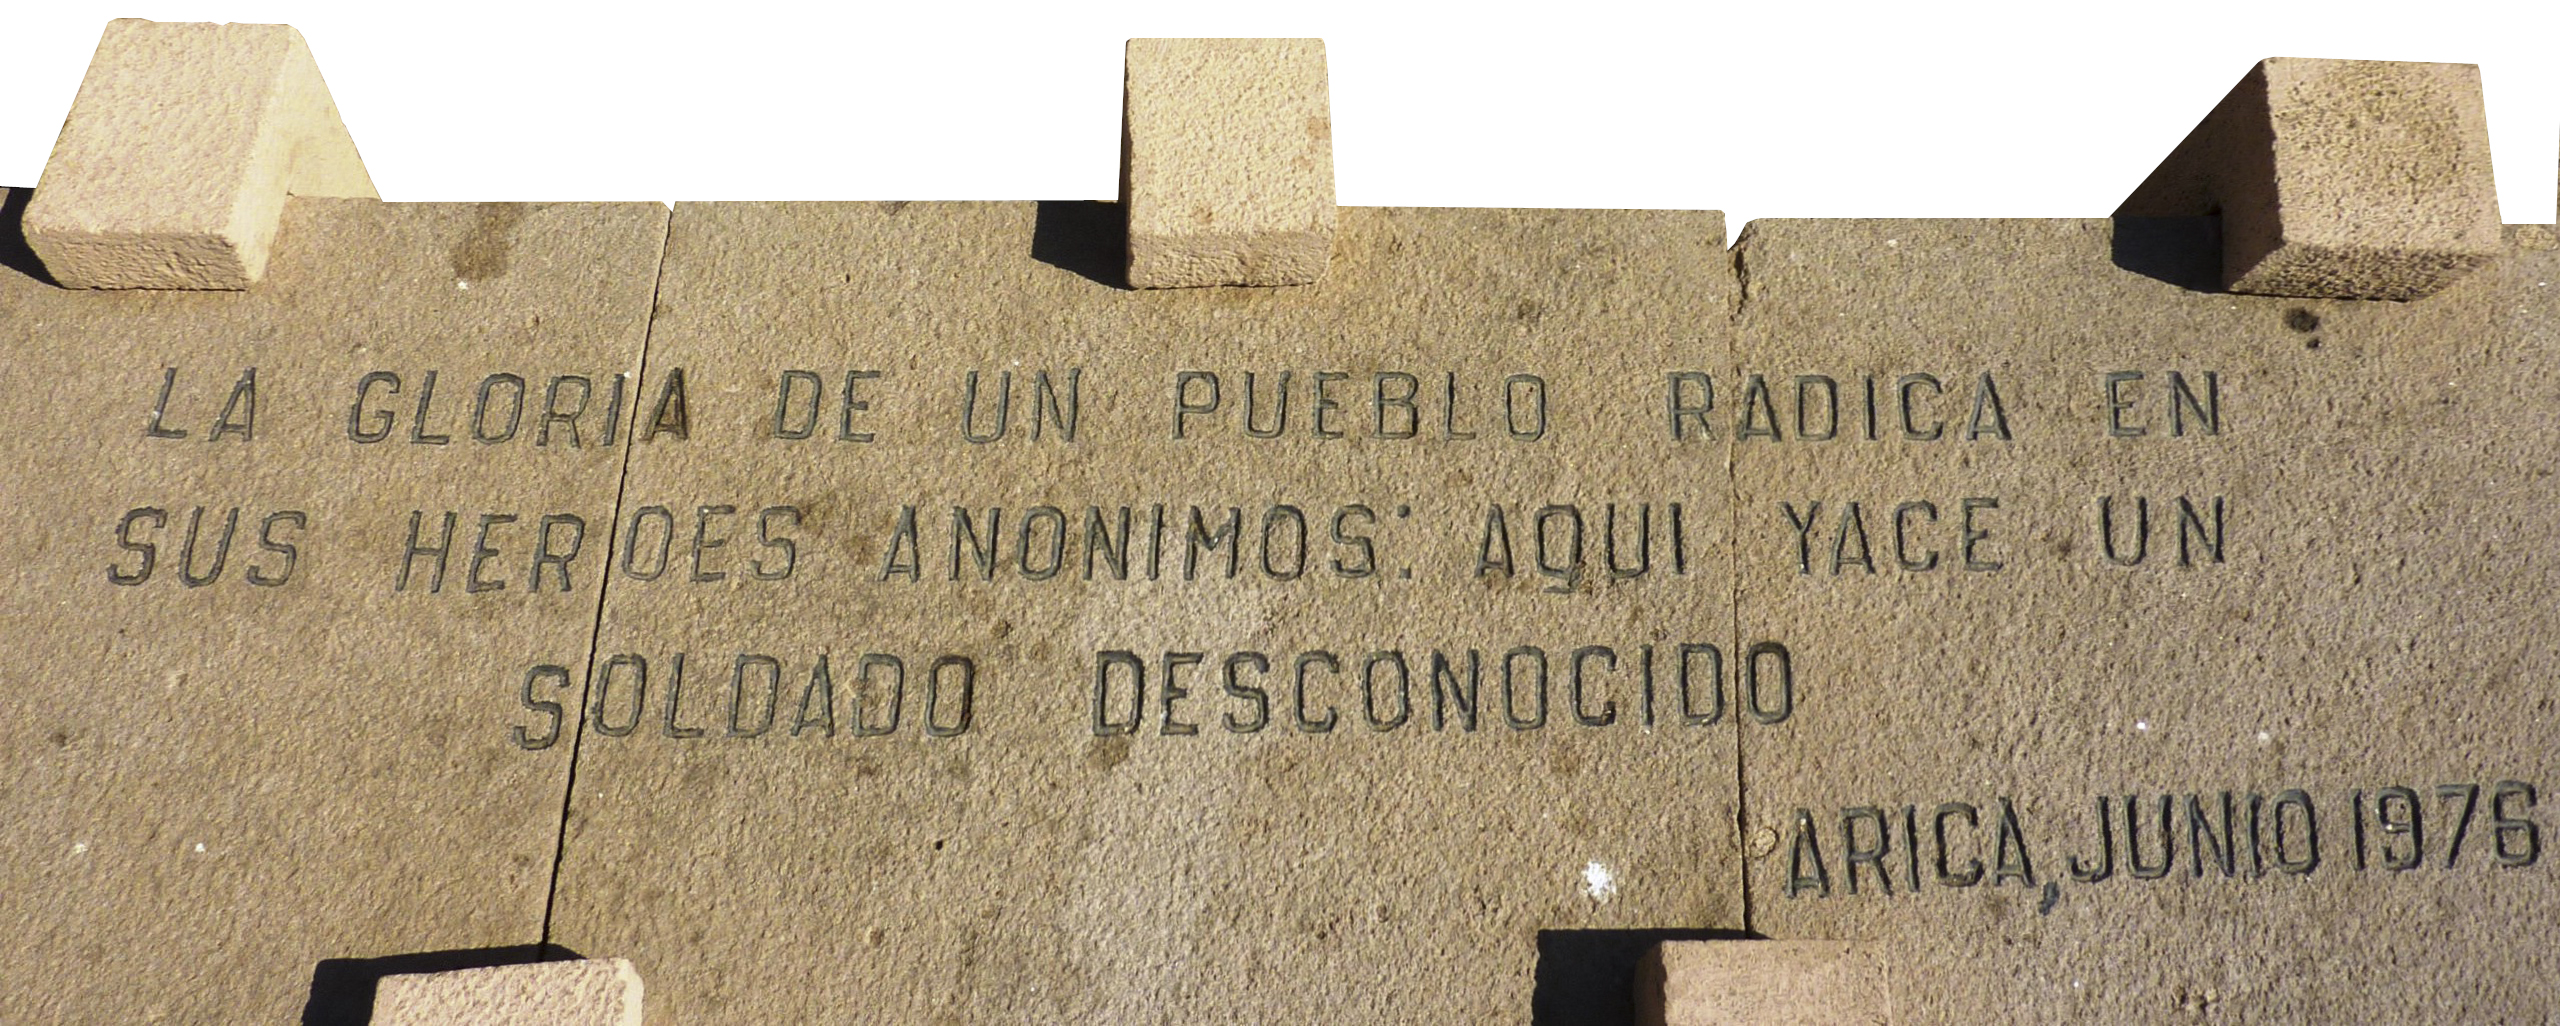 LA GLORIA DE UN PUEBLO RADICA EN
SUS HEROES ANONIMOS: AQUI YACE UN
SOLDADO DESCONOCIDO
ARICA, JUNIO 1976